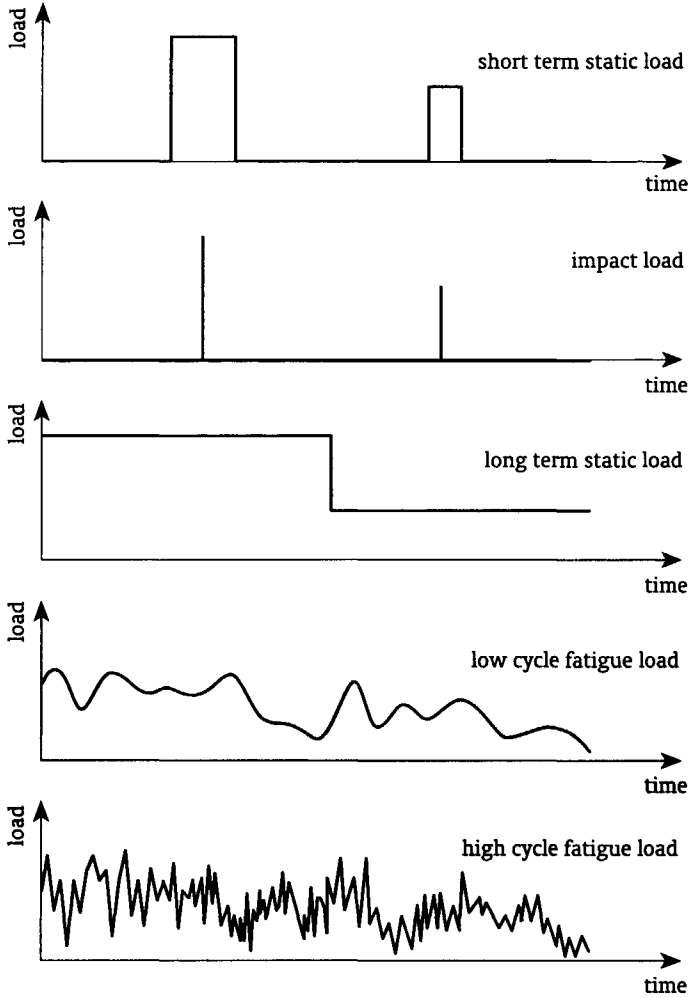 load
short term static load
time
load
impact load
time
load
long term static load
time
load
low cycle fatigue load
time
load
high cycle fatigue load
time